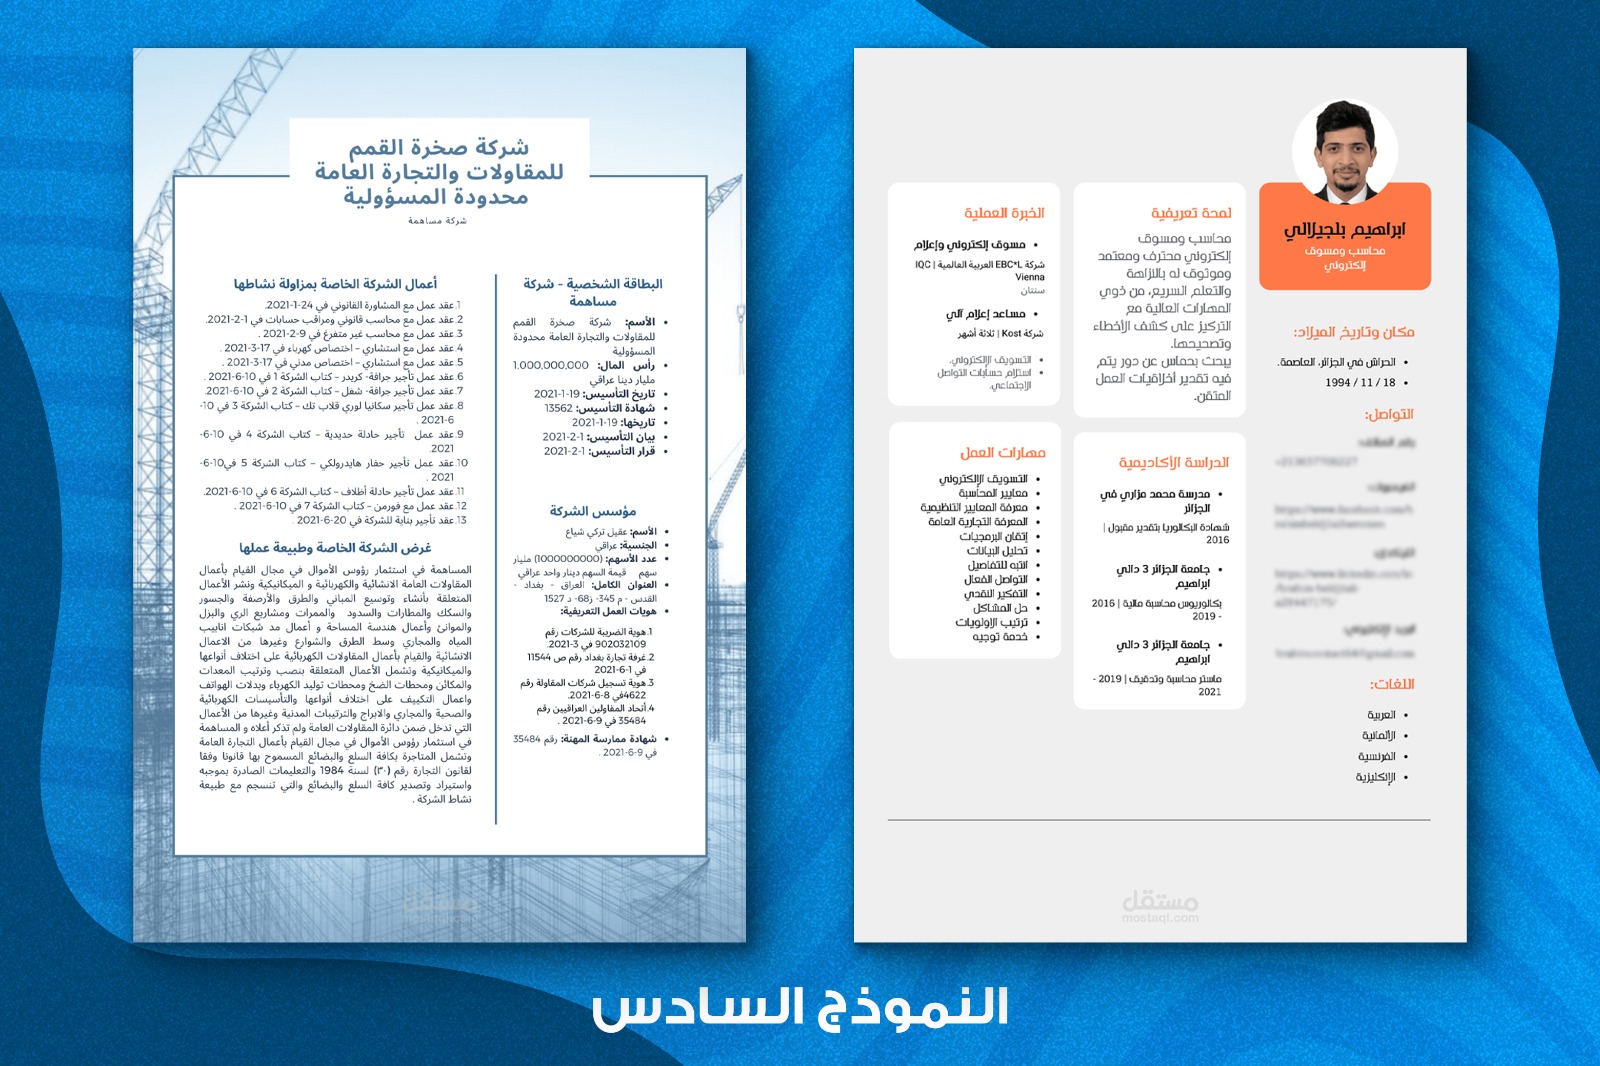 ابراهيم بلجيلالي
محاسب ومسوق
إلكتروني
مكان وتاريخ الميلاد:
الحراش في الجزائر العاصمة.
18 / 11 / 1994
التواصل:
اللغات:
العربية
الألمانية
الفرنسية
الإنكليزية
لمحة تعريفية
محاسب ومسوق
إلكتروني محترف ومعتمد
وموثوق له بالنزاهة
والتعلم السريع، من ذوي
المهارات العالية مع
التركيز على كشف الأخطاء
وتصحيحها.
يبحث بحماس عن دور يتم
فيه تقدير أخلاقيات العمل
المتقن.
الدراسة الأكاديمية
مدرسة محمد مزاري في
الجزائر
شهادة البكالوريا بتقدير مقبول |
2016
جامعة الجزائر 3 دالي
ابراهيم
بكالوريوس محاسبة مالية | 2016
- 2019
جامعة الجزائر 3 دالي
ابراهيم
ماستر محاسبة وتدقيق | 2019 -
2021
الخبرة العملية
مسوق إلكتروني وإعلام
شركة EBC*L العربية العالمية | IQC
Vienna
سنتان
مساعد إعلام آلي
شركة Kost | ثلاثة أشهر
التسويق الإلكتروني.
استلام حسابات التواصل
الإجتماعي.
مهارات العمل
التسويق الإلكتروني
معايير المحاسبة
معرفة المعايير التنظيمية
المعرفة التجارية العامة
إتقان البرمجيات
تحليل البيانات
انتبه للتفاصيل
التواصل الفعال
التفكير النقدي
حل المشاكل
ترتيب الاولويات
خدمة توجيه
مستقل
mostaql.com
شركة صخرة القمم
للمقاولات والتجارة العامة
محدودة المسؤولية
شركة مساهمة
البطاقة الشخصية - شركة
مساهمة
الأسم: شركة صخرة القمم
للمقاولات والتجارة العامة محدودة
المسؤولية
رأس المال: 1.000,000,000
مليار دينا عراقي
تاريخ التأسيس: 19-1-2021
شهادة التأسيس: 13562
تاريخها: 19-1-2021
بيان التأسيس: 1-2-2021
قرار التأسيس: 1-2-2021
مؤسس الشركة
الأسم: عقيل تركي شياع
الجنسية: عراقي
عدد الأسهم: (1000000000) مليار
سهم قيمة السهم دينار واحد عراقي
العنوان الكامل: العراق - بغداد -
القدس - م 345- ز68- د 1527
هويات العمل التعريفية:
1.هوية الضريبة للشركات رقم
902032109 في 3-2021.
2.غرفة تجارة بغداد رقم ص 11544
في 1-6-2021
3.هوية تسجيل شركات المقاولة رقم
4622في 8-6-2021.
4.أتحاد المقاولين العراقيين رقم
35484 في 9-6-2021 .
شهادة ممارسة المهنة: رقم 35484
في 9-6-2021 .
أعمال الشركة الخاصة بمزاولة نشاطها
1.عقد عمل مع المشاورة القانوني في 24-1-2021.
2.عقد عمل مع محاسب قانوني ومراقب حسابات في 1-2-2021.
3.عقد عمل مع محاسب غير متفرغ في 9-2-2021 .
4.عقد عمل مع استشاري – اختصاص كهرباء في 17-3-2021.
5.عقد عمل مع استشاري – اختصاص مدني في 17-3-2021 .
6.عقد عمل تأجير جرافة- كريدر – كتاب الشركة 1 في 10-6-2021 .
7.عقد عمل تأجير جرافة- شفل – كتاب الشركة 2 في 10-6-2021.
8.عقد عمل تأجير سكانيا لوري قلاب تك – كتاب الشركة 3 في 10-
6-2021 .
9.عقد عمل تأجير حادلة حديدية – كتاب الشركة 4 في 10-6-
2021.
10.عقد عمل تأجير حفار هايدرولكي – كتاب الشركة 5 في10-6-
2021 .
11.عقد عمل تأجير حادلة أظلاف – كتاب الشركة 6 في 10-6-2021.
12.عقد عمل مع فورمن – كتاب الشركة 7 في 10-6-2021 .
13.عقد تأجير بناية للشركة في 20-6-2021 .
غرض الشركة الخاصة وطبيعة عملها
المساهمة في استثمار رؤوس الأموال في مجال القيام بأعمال
المقاولات العامة الانشائية والكهربائية و الميكانيكية ونشر الأعمال
المتعلقة بأنشاء وتوسيع المباني والطرق والأرصفة والجسور
والسكك والمطارات والسدود والممرات ومشاريع الري والبزل
والموانئ وأعمال هندسة المساحة و أعمال مد شبكات انابيب
المياه والمجاري وسط الطرق والشوارع وغيرها من الاعمال
الانشائية والقيام بأعمال المقاولات الكهربائية على اختلاف أنواعها
والميكانيكية وتشمل الأعمال المتعلقة بنصب وترتيب المعدات
والمكائن ومحطات الضخ ومحطات توليد الكهرباء وبدلات الهواتف
واعمال التكييف على اختلاف أنواعها والتأسيسات الكهربائية
والصحية والمجاري والابراج والترتيبات المدنية وغيرها من الأعمال
التي تدخل ضمن دائرة المقاولات العامة ولم تذكر أعلاه و المساهمة
في استثمار رؤوس الأموال في مجال القيام بأعمال التجارة العامة
وتشمل المتاجرة بكافة السلع والبضائع المسموح بها قانونا وفقا
لقانون التجارة رقم (٣٠) لسنة 1984 والتعليمات الصادرة بموجبه
واستيراد وتصدير كافة السلع والبضائع والتي تنسجم مع طبيعة
نشاط الشركة .
مستقل
mostaql.com
النموذج السادس